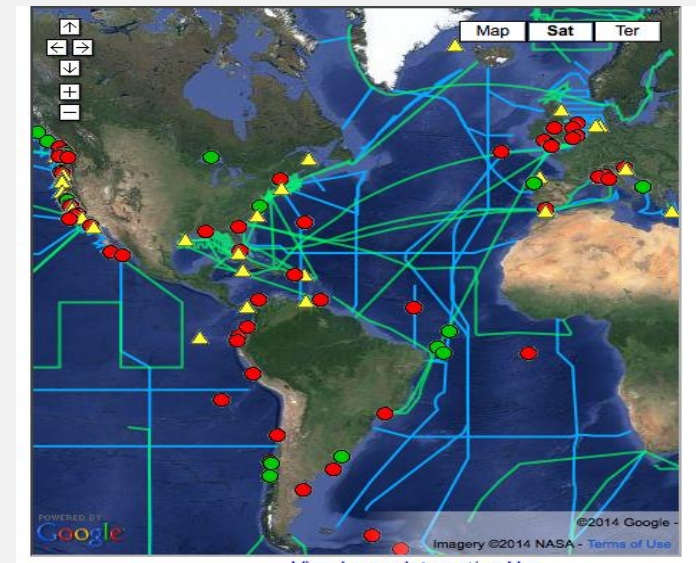 Map Sat Ter
POWERED BY
Google
©2014 Google -
Imagery ©2014 NASA - Terms of Use